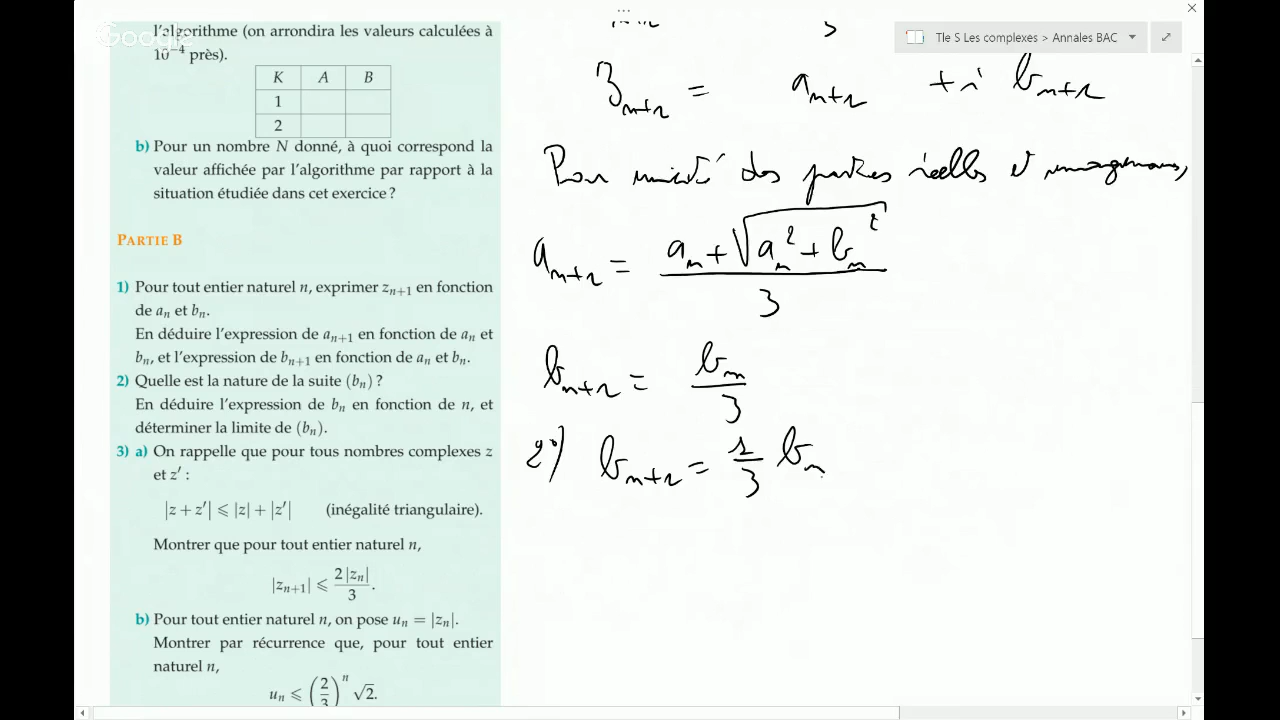 Google
l'algorithme (on arrondira les valeurs calculées à
10⁻⁴ près).
K A B
1
2
b) Pour un nombre N donné, à quoi correspond la
valeur affichée par l'algorithme par rapport à la
situation étudiée dans cet exercice ?
PARTIE B
1) Pour tout entier naturel n, exprimer zₙ₊₁ en fonction
de aₙ et bₙ.
En déduire l'expression de aₙ₊₁ en fonction de aₙ et
bₙ, et l'expression de bₙ₊₁ en fonction de aₙ et bₙ.
2) Quelle est la nature de la suite (bₙ) ?
En déduire l'expression de bₙ en fonction de n, et
déterminer la limite de (bₙ).
3) a) On rappelle que pour tous nombres complexes z
et z′ :
|z + z′| ⩽ |z| + |z′| (inégalité triangulaire).
Montrer que pour tout entier naturel n,
|zₙ₊₁| ⩽ 2|zₙ|/3.
b) Pour tout entier naturel n, on pose uₙ = |zₙ|.
Montrer par récurrence que, pour tout entier
naturel n,
uₙ ⩽ (2/3)ⁿ √2.
Tle S Les complexes > Annales BAC
zₙ₊₁ = aₙ₊₁ + i bₙ₊₁
Par unicité des parties réelles et imaginaires,
aₙ₊₁ = (aₙ + √(aₙ² + bₙ²))/3
bₙ₊₁ = bₙ/3
2°) bₙ₊₁ = 1/3 bₙ